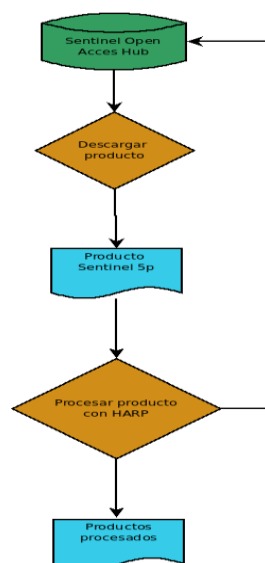 Sentinel Open
Acces Hub
Descargar
producto
Producto
Sentinel 5p
Procesar producto
con HARP
Productos
procesados